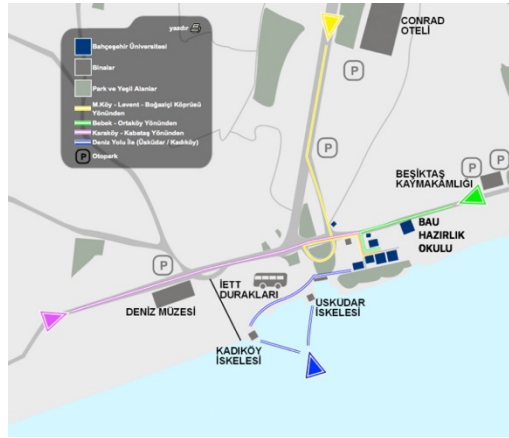 yazdır
Bahçeşehir Üniversitesi
Binalar
Park ve Yeşil Alanlar
M.Köy - Levent - Boğaziçi Köprüsü
Yönünden
Bebek - Ortaköy Yönünden
Karaköy - Kabataş Yönünden
Deniz Yolu İle (Üsküdar / Kadıköy)
P Otopark
CONRAD
OTELİ
P
P
BEŞİKTAŞ
KAYMAKAMLIĞI
P
P
BAU
HAZIRLIK
OKULU
P
İETT
DURAKLARI
DENİZ MÜZESİ
USKUDAR
İSKELESİ
KADIKÖY
İSKELESİ